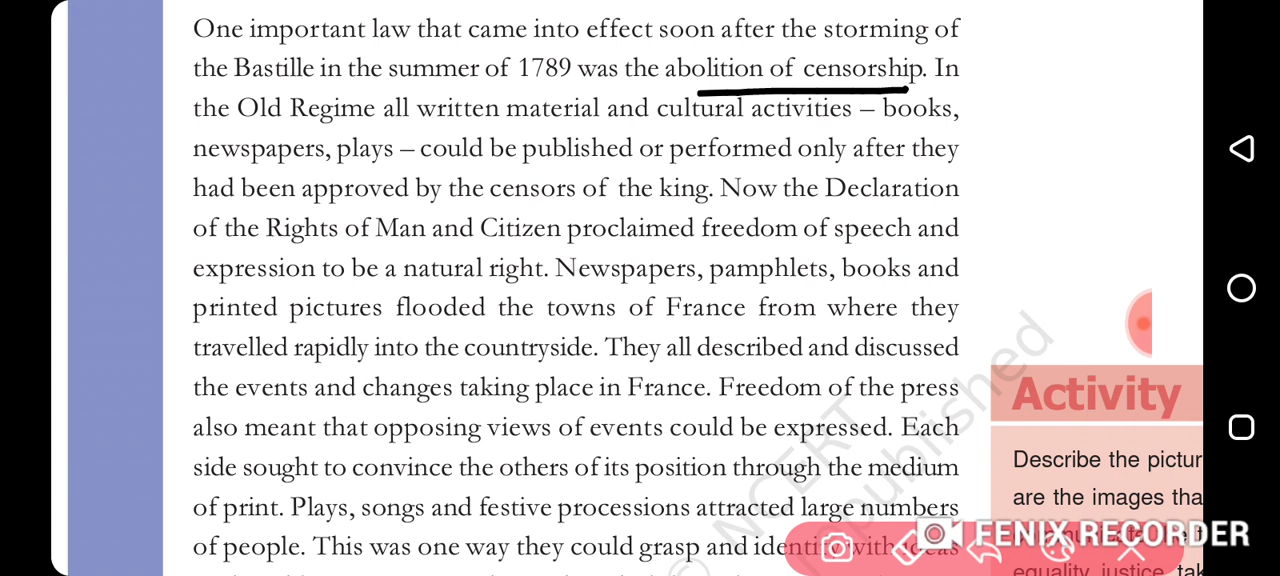 One important law that came into effect soon after the storming of
the Bastille in the summer of 1789 was the abolition of censorship. In
the Old Regime all written material and cultural activities – books,
newspapers, plays – could be published or performed only after they
had been approved by the censors of the king. Now the Declaration
of the Rights of Man and Citizen proclaimed freedom of speech and
expression to be a natural right. Newspapers, pamphlets, books and
printed pictures flooded the towns of France from where they
travelled rapidly into the countryside. They all described and discussed
the events and changes taking place in France. Freedom of the press
also meant that opposing views of events could be expressed. Each
side sought to convince the others of its position through the medium
of print. Plays, songs and festive processions attracted large numbers
of people. This was one way they could grasp and identify with ideas
Activity
Describe the pictur
are the images tha
equality justice tak
© NCERT
published
FENIX RECORDER